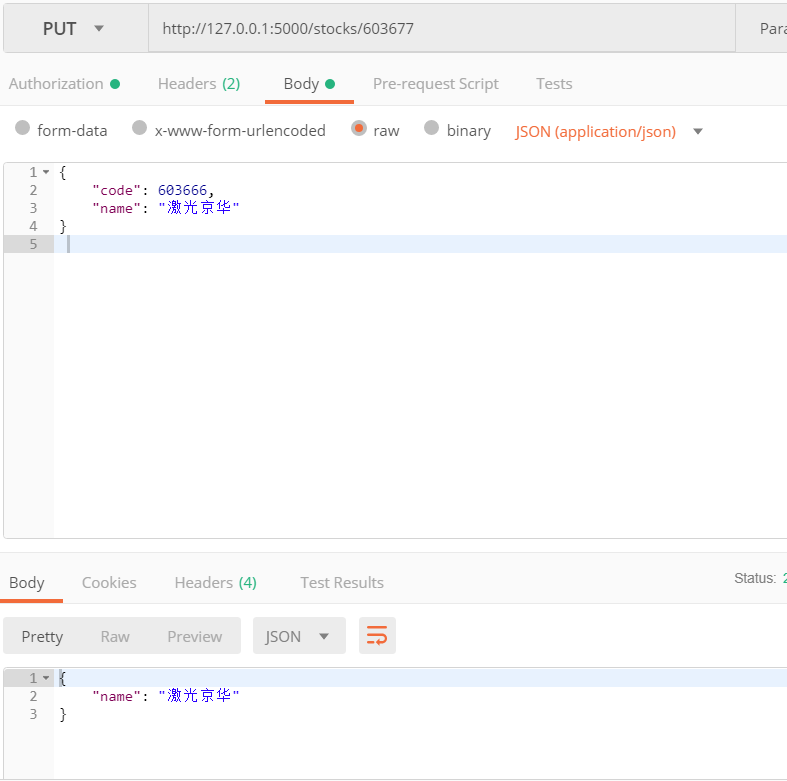 PUT http://127.0.0.1:5000/stocks/603677 Para
Authorization Headers (2) Body Pre-request Script Tests
form-data x-www-form-urlencoded raw binary JSON (application/json)
1 {
2 "code": 603666,
3 "name": "激光京华"
4 }
5
Body Cookies Headers (4) Test Results Status: 2
Pretty Raw Preview JSON
1 {
2 "name": "激光京华"
3 }